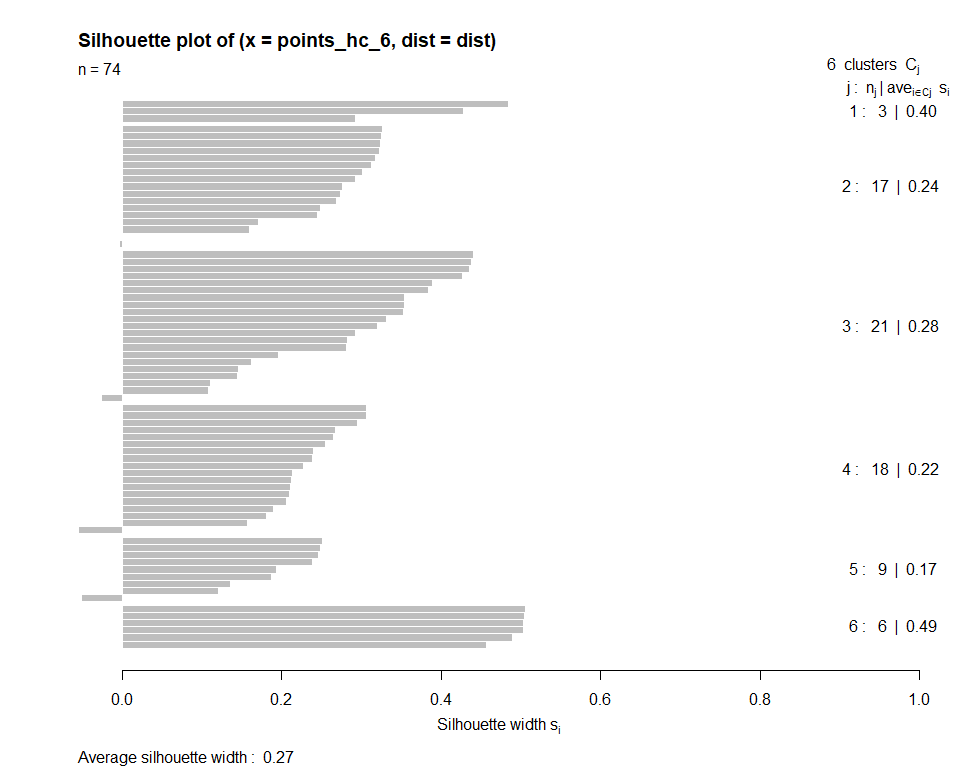 Silhouette plot of (x = points_hc_6, dist = dist)
n = 74
6 clusters Cj
j : nj | avei∈Cj si
1 : 3 | 0.40
2 : 17 | 0.24
3 : 21 | 0.28
4 : 18 | 0.22
5 : 9 | 0.17
6 : 6 | 0.49
0.0 0.2 0.4 0.6 0.8 1.0
Silhouette width si
Average silhouette width : 0.27